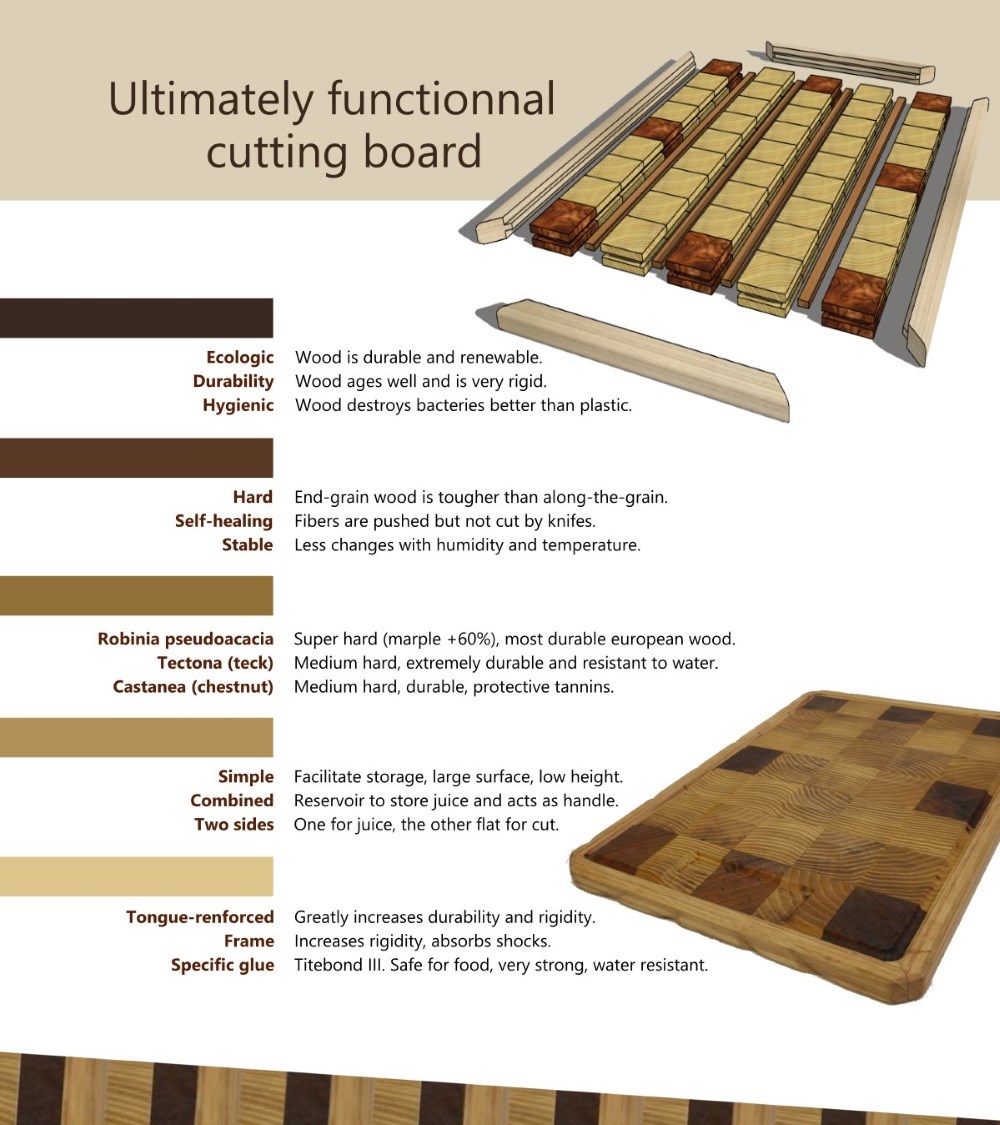 Ultimately functionnal
cutting board
Ecologic Wood is durable and renewable.
Durability Wood ages well and is very rigid.
Hygienic Wood destroys bacteries better than plastic.
Hard End-grain wood is tougher than along-the-grain.
Self-healing Fibers are pushed but not cut by knifes.
Stable Less changes with humidity and temperature.
Robinia pseudoacacia Super hard (marple +60%), most durable european wood.
Tectona (teck) Medium hard, extremely durable and resistant to water.
Castanea (chestnut) Medium hard, durable, protective tannins.
Simple Facilitate storage, large surface, low height.
Combined Reservoir to store juice and acts as handle.
Two sides One for juice, the other flat for cut.
Tongue-renforced Greatly increases durability and rigidity.
Frame Increases rigidity, absorbs shocks.
Specific glue Titebond III. Safe for food, very strong, water resistant.